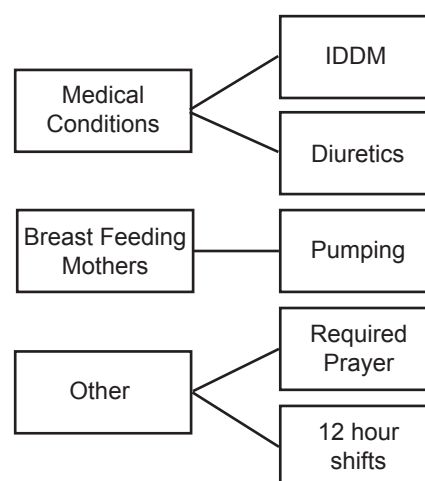 Medical
Conditions
IDDM
Diuretics
Breast Feeding
Mothers
Pumping
Other
Required
Prayer
12 hour
shifts